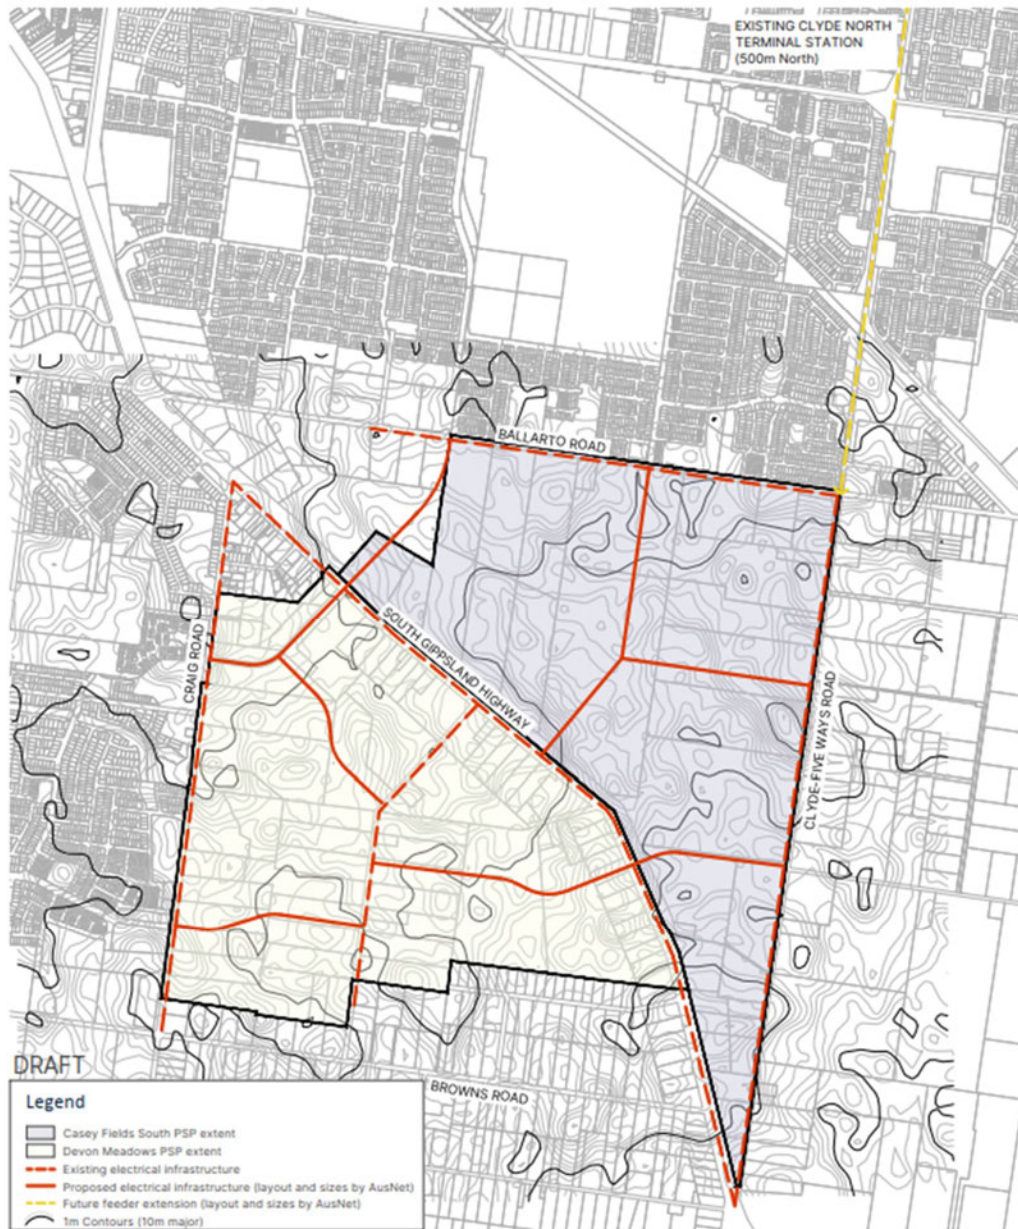 EXISTING CLYDE NORTH
TERMINAL STATION
(500m North)
BALLARTO ROAD
SOUTH GIPPSLAND HIGHWAY
CRAIG ROAD
CLYDE-FIVE WAYS ROAD
BROWNS ROAD
DRAFT
Legend
Casey Fields South PSP extent
Devon Meadows PSP extent
Existing electrical infrastructure
Proposed electrical infrastructure (layout and sizes by AusNet)
Future feeder extension (layout and sizes by AusNet)
1m Contours (10m major)